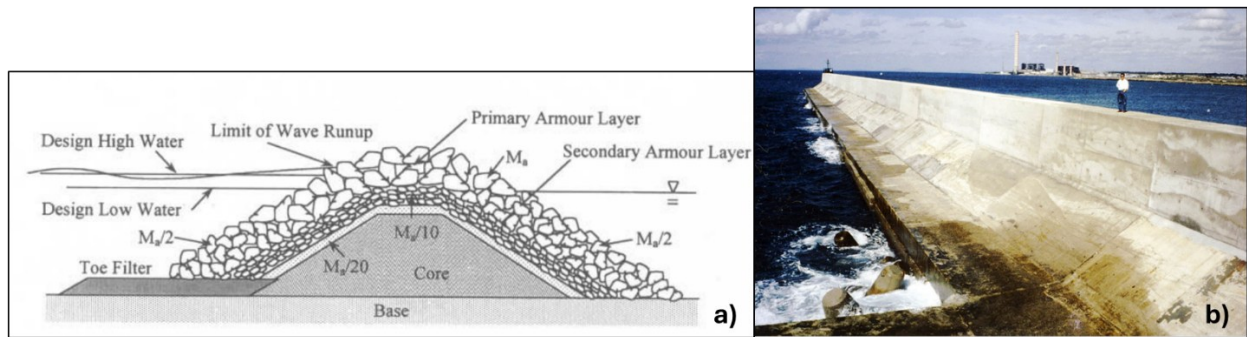 Design High Water
Limit of Wave Runup
Primary Armour Layer
Mₐ
Secondary Armour Layer
Design Low Water
Mₐ/2
Mₐ/10
Mₐ/2
Toe Filter
Mₐ/20
Core
Base
a)
b)